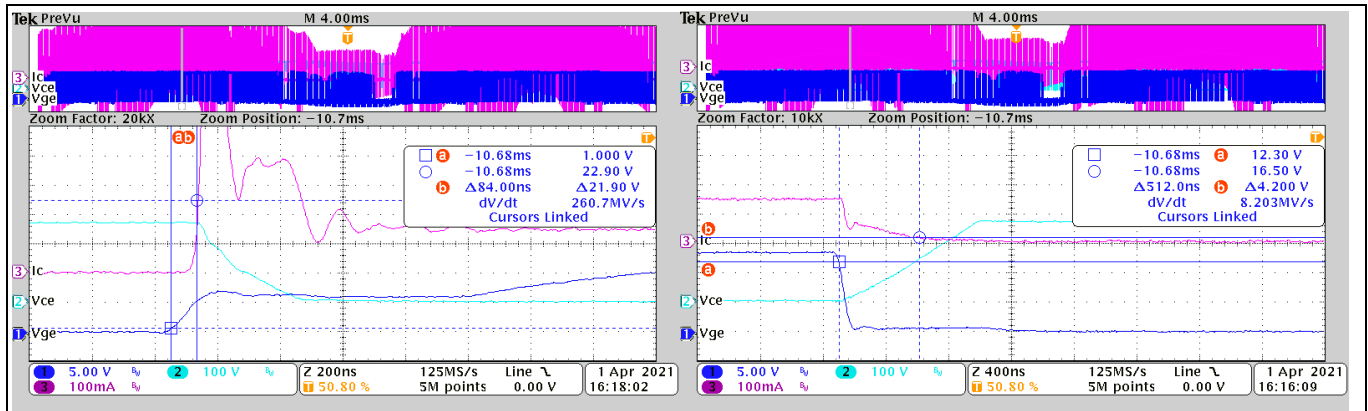 Tek PreVu M 4.00ms
T
3 Ic
2 Vce
1 Vge
Zoom Factor: 20kX Zoom Position: -10.7ms
a b
T
a -10.68ms 1.000 V
-10.68ms 22.90 V
b Δ84.00ns Δ21.90 V
dV/dt 260.7MV/s
Cursors Linked
3 Ic
2 Vce
1 Vge
1 5.00 V 2 100 V Z 200ns 125MS/s Line 1 Apr 2021
3 100mA T 50.80 % 5M points 0.00 V 16:18:02
Tek PreVu M 4.00ms
T
3 Ic
2 Vce
1 Vge
Zoom Factor: 10kX Zoom Position: -10.7ms
T
-10.68ms a 12.30 V
-10.68ms b 16.50 V
Δ512.0ns Δ4.200 V
dV/dt 8.203MV/s
Cursors Linked
b
3 Ic
a
2 Vce
1 Vge
1 5.00 V 2 100 V Z 400ns 125MS/s Line 1 Apr 2021
3 100mA T 50.80 % 5M points 0.00 V 16:16:09